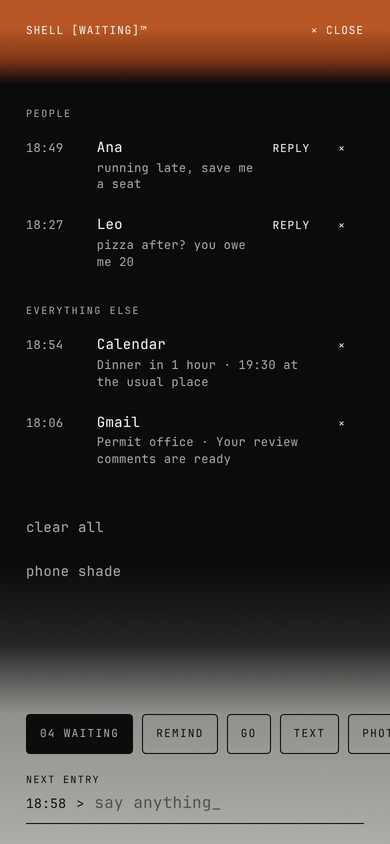 SHELL [WAITING]™ × CLOSE
PEOPLE
18:49 Ana REPLY ×
running late, save me
a seat
18:27 Leo REPLY ×
pizza after? you owe
me 20
EVERYTHING ELSE
18:54 Calendar ×
Dinner in 1 hour · 19:30 at
the usual place
18:06 Gmail ×
Permit office · Your review
comments are ready
clear all
phone shade
04 WAITING REMIND GO TEXT PHOT
NEXT ENTRY
18:58 > say anything_